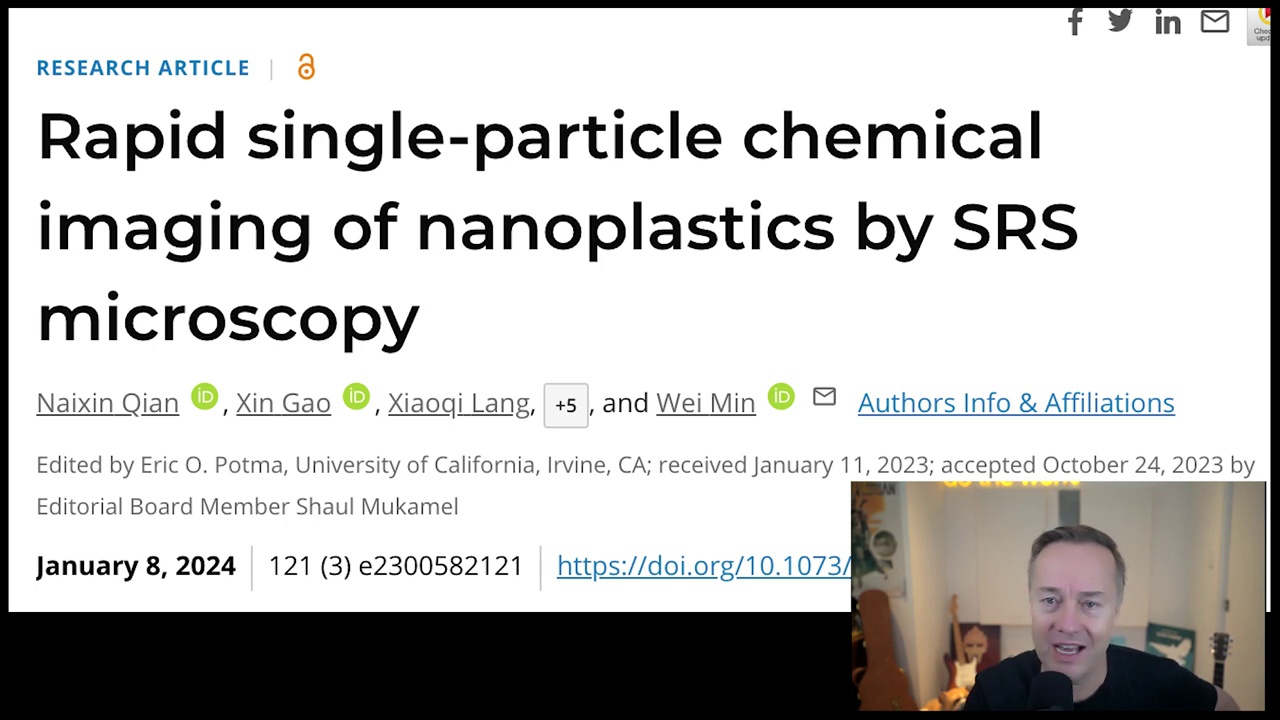 RESEARCH ARTICLE
Rapid single-particle chemical
imaging of nanoplastics by SRS
microscopy
Naixin Qian iD, Xin Gao iD, Xiaoqi Lang, +5, and Wei Min iD Authors Info & Affiliations
Edited by Eric O. Potma, University of California, Irvine, CA; received January 11, 2023; accepted October 24, 2023 by
Editorial Board Member Shaul Mukamel
January 8, 2024 121 (3) e2300582121 https://doi.org/10.1073/